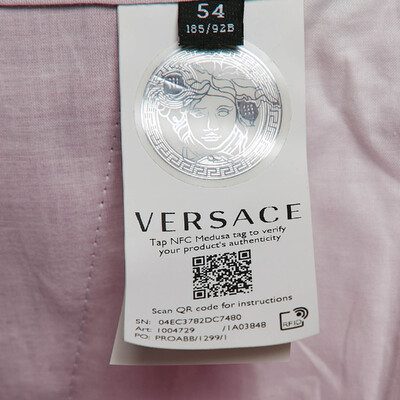 54
185/92B
VERSACE
Tap NFC Medusa tag to verify
your product's authenticity
Scan QR code for instructions
SN: 04EC3782DC7480
Art: 1004729 /1A03848
PO: PROABB/1299/1
RFID